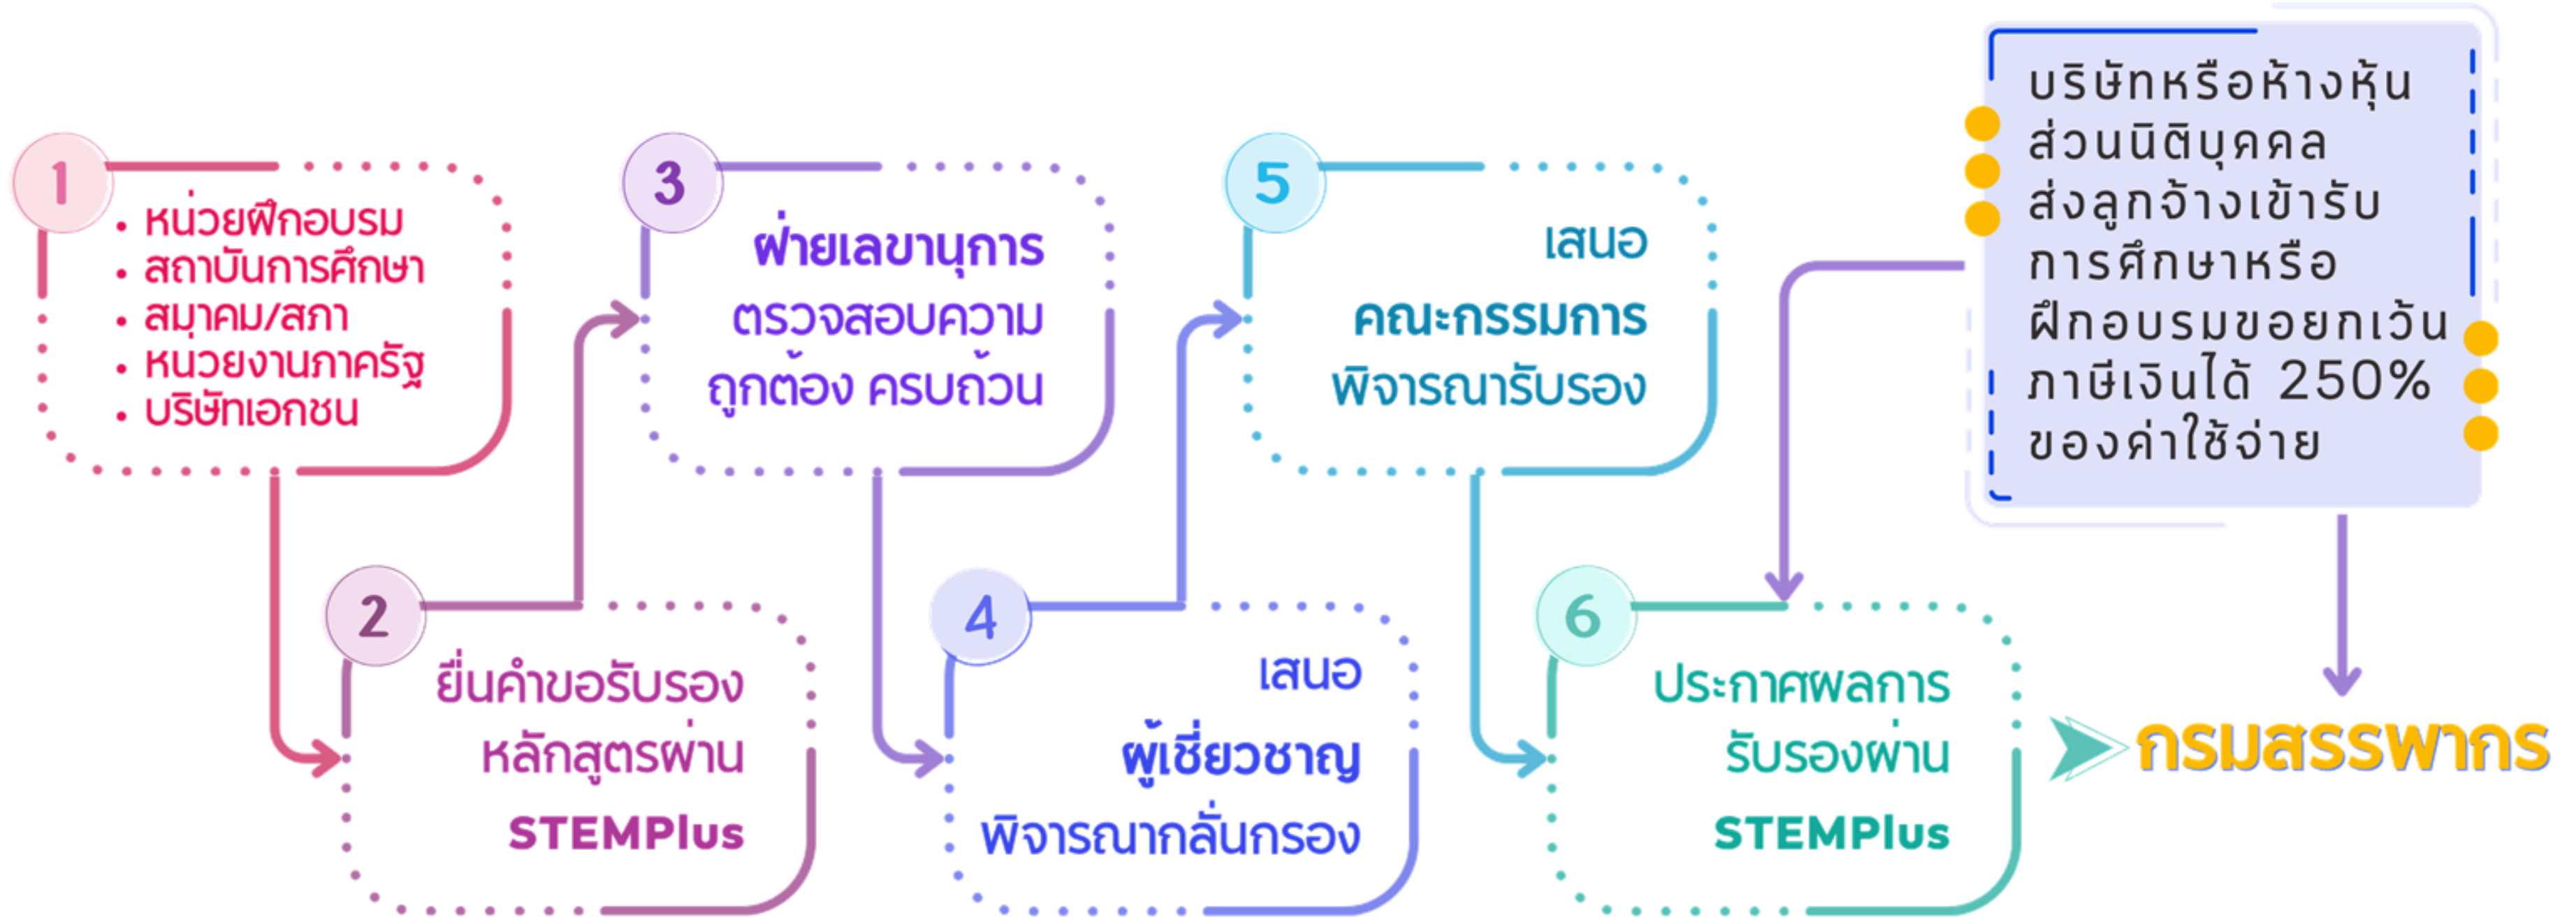 1
• หน่วยฝึกอบรม
• สถาบันการศึกษา
• สมาคม/สภา
• หน่วยงานภาครัฐ
• บริษัทเอกชน
2
ยื่นคำขอรับรอง
หลักสูตรผ่าน
STEMPlus
3
ฝ่ายเลขานุการ
ตรวจสอบความ
ถูกต้อง ครบถ้วน
4
เสนอ
ผู้เชี่ยวชาญ
พิจารณากลั่นกรอง
5
เสนอ
คณะกรรมการ
พิจารณารับรอง
6
ประกาศผลการ
รับรองผ่าน
STEMPlus
บริษัทหรือห้างหุ้น
ส่วนนิติบุคคล
ส่งลูกจ้างเข้ารับ
การศึกษาหรือ
ฝึกอบรมขอยกเว้น
ภาษีเงินได้ 250%
ของค่าใช้จ่าย
กรมสรรพากร